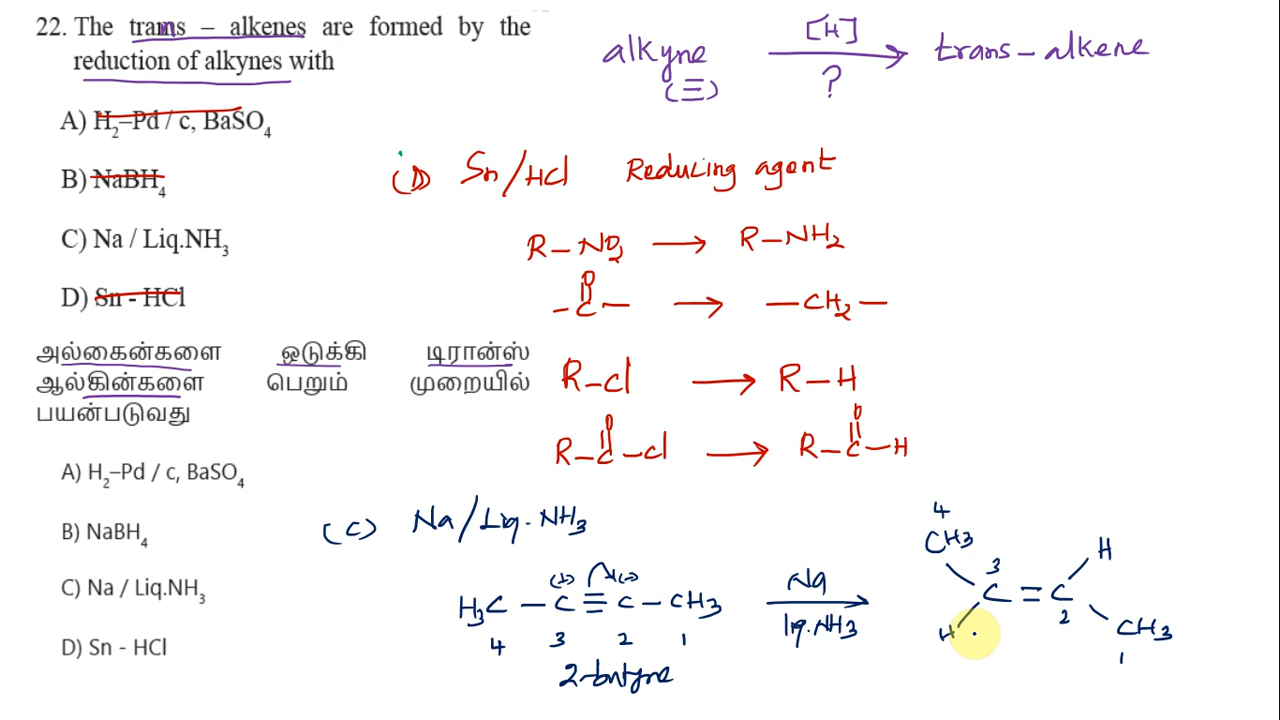 22. The trans – alkenes are formed by the
reduction of alkynes with
A) H₂–Pd / c, BaSO₄
B) NaBH₄
C) Na / Liq.NH₃
D) Sn - HCl
அல்கைன்களை ஒடுக்கி டிரான்ஸ்
ஆல்கின்களை பெறும் முறையில்
பயன்படுவது
A) H₂–Pd / c, BaSO₄
B) NaBH₄
C) Na / Liq.NH₃
D) Sn - HCl
alkyne [H] trans-alkene
(≡) ?
(D) Sn/HCl Reducing agent
R–NO₂ → R–NH₂
O
–C– → –CH₂–
R–Cl → R–H
O O
R–C–Cl → R–C–H
(C) Na/Liq.NH₃
4
CH₃ H
3
(+) (-) Na
H₃C – C ≡ C – CH₃ C = C
4 3 2 1 liq.NH₃ H 2 CH₃
2-butyne 1